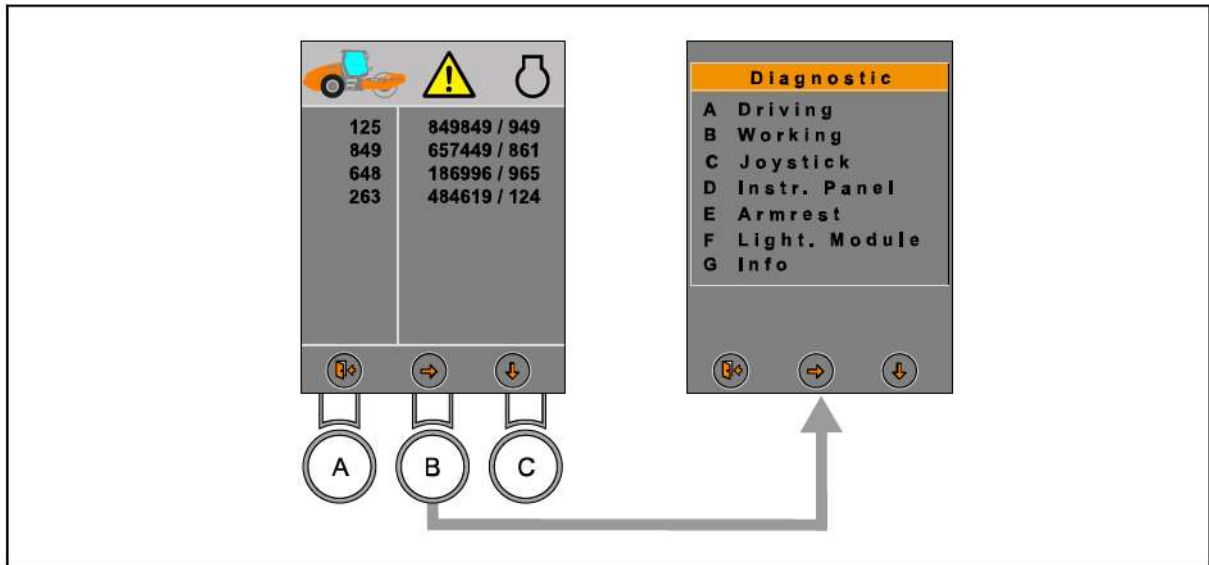 125 849849 / 949
849 657449 / 861
648 186996 / 965
263 484619 / 124
A
B
C
Diagnostic
A Driving
B Working
C Joystick
D Instr. Panel
E Armrest
F Light. Module
G Info